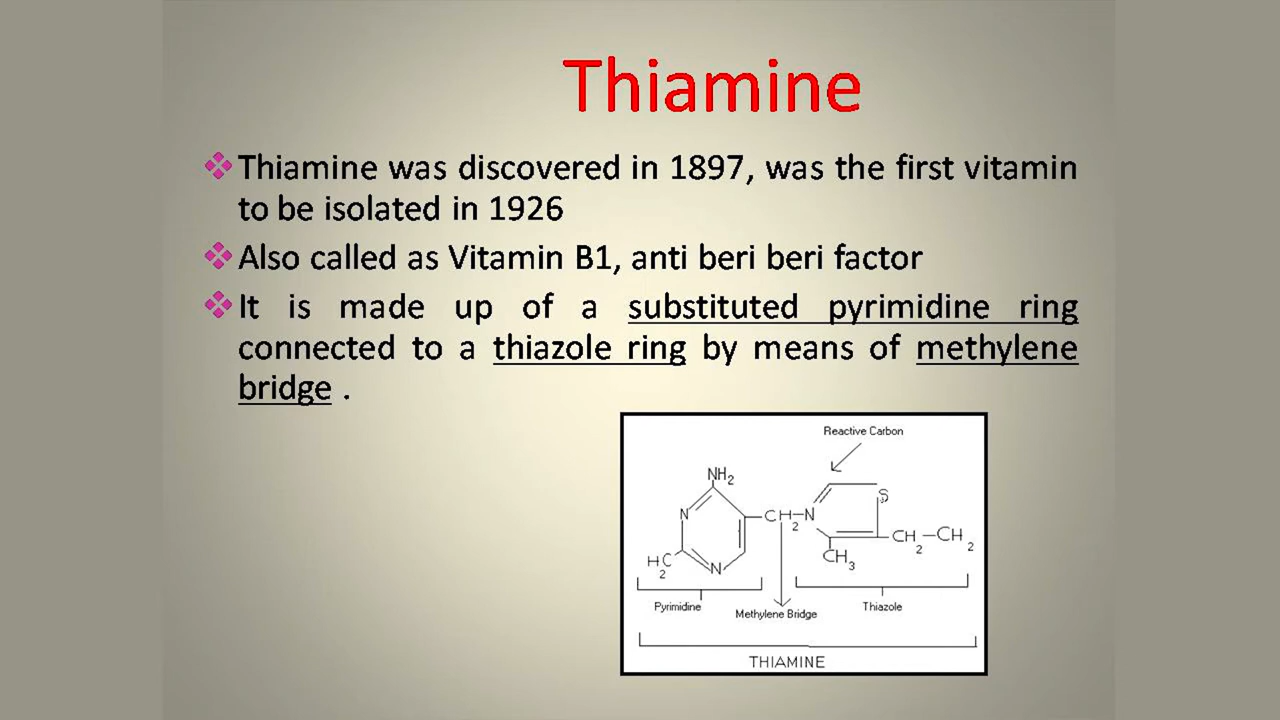 Thiamine
Thiamine was discovered in 1897, was the first vitamin
to be isolated in 1926
Also called as Vitamin B1, anti beri beri factor
It is made up of a substituted pyrimidine ring
connected to a thiazole ring by means of methylene
bridge .
Reactive Carbon
NH2
S
N
CH2-N
CH2-CH2
CH3
H2C
N
Pyrimidine
Methylene Bridge
Thiazole
THIAMINE